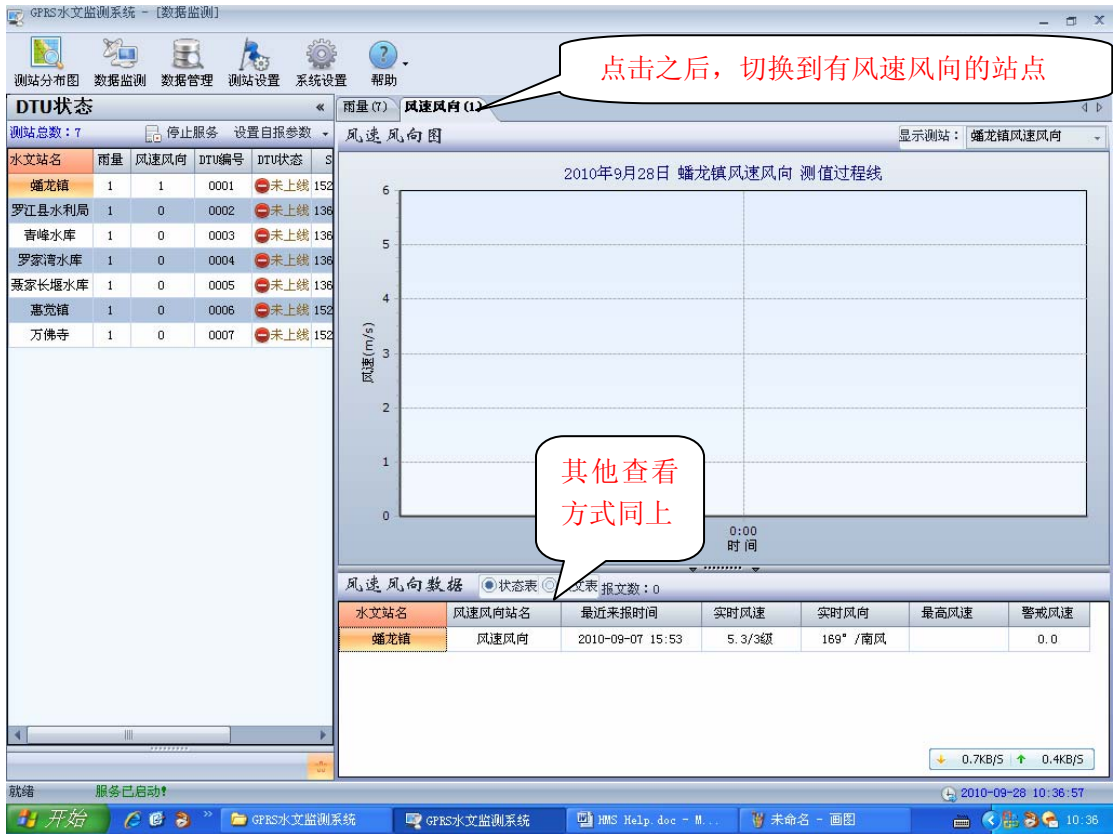 GPRS水文监测系统 - [数据监测]
测站分布图 数据监测 数据管理 测站设置 系统设置 帮助
点击之后，切换到有风速风向的站点
DTU状态 «
雨量(7) 风速风向(1)
测站总数：7 停止服务 设置自报参数
风速风向图
显示测站： 蟠龙镇风速风向
水文站名 雨量 风速风向 DTU编号 DTU状态 S
蟠龙镇 1 1 0001 未上线 152
罗江县水利局 1 0 0002 未上线 136
青峰水库 1 0 0003 未上线 136
罗家湾水库 1 0 0004 未上线 136
聂家长堰水库 1 0 0005 未上线 136
惠觉镇 1 0 0006 未上线 152
万佛寺 1 0 0007 未上线 152
2010年9月28日 蟠龙镇风速风向 测值过程线
6
5
4
3
2
1
0
风速(m/s)
0:00
时间
其他查看
方式同上
风速风向数据 状态表 文表 报文数：0
水文站名 风速风向站名 最近来报时间 实时风速 实时风向 最高风速 警戒风速
蟠龙镇 风速风向 2010-09-07 15:53 5.3/3级 169° /南风 0.0
0.7KB/S 0.4KB/S
就绪 服务已启动!
2010-09-28 10:36:57
开始 GPRS水文监测系统 GPRS水文监测系统 HMS Help.doc - M... 未命名 - 画图 10:36